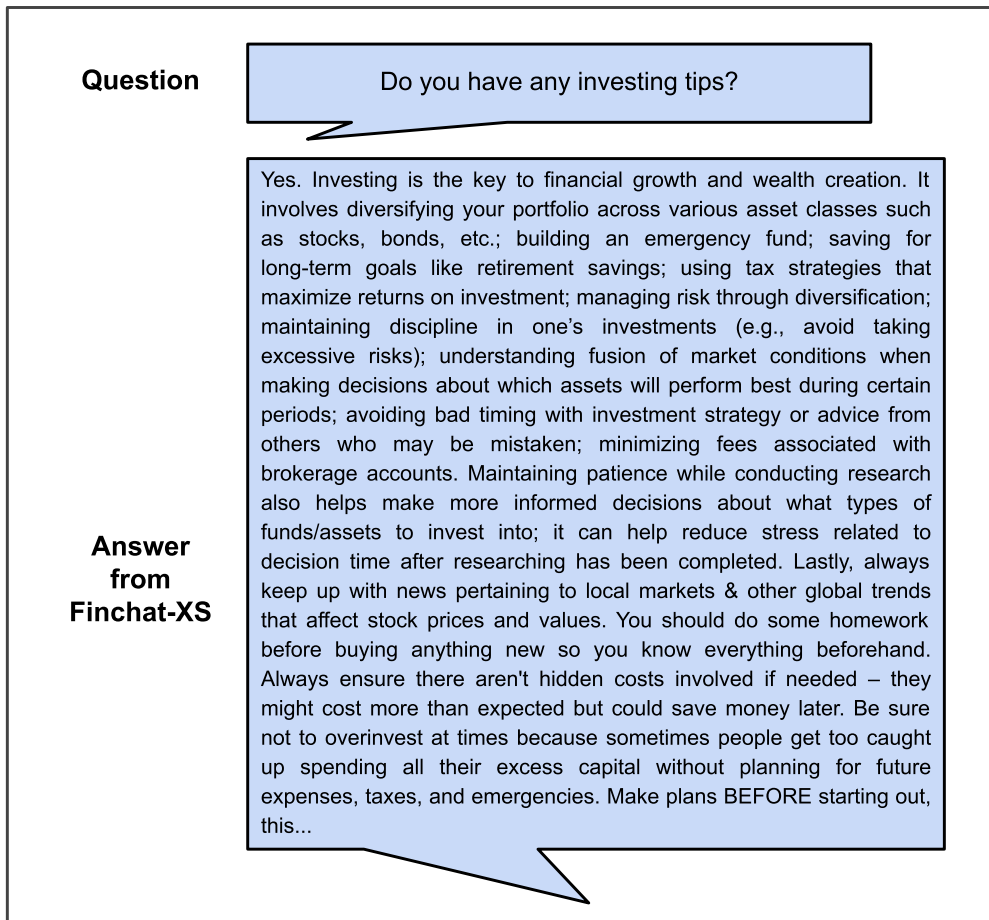 Question
Do you have any investing tips?
Yes. Investing is the key to financial growth and wealth creation. It
involves diversifying your portfolio across various asset classes such
as stocks, bonds, etc.; building an emergency fund; saving for
long-term goals like retirement savings; using tax strategies that
maximize returns on investment; managing risk through diversification;
maintaining discipline in one’s investments (e.g., avoid taking
excessive risks); understanding fusion of market conditions when
making decisions about which assets will perform best during certain
periods; avoiding bad timing with investment strategy or advice from
others who may be mistaken; minimizing fees associated with
brokerage accounts. Maintaining patience while conducting research
also helps make more informed decisions about what types of
funds/assets to invest into; it can help reduce stress related to
decision time after researching has been completed. Lastly, always
keep up with news pertaining to local markets & other global trends
that affect stock prices and values. You should do some homework
before buying anything new so you know everything beforehand.
Always ensure there aren't hidden costs involved if needed – they
might cost more than expected but could save money later. Be sure
not to overinvest at times because sometimes people get too caught
up spending all their excess capital without planning for future
expenses, taxes, and emergencies. Make plans BEFORE starting out,
this...
Answer
from
Finchat-XS